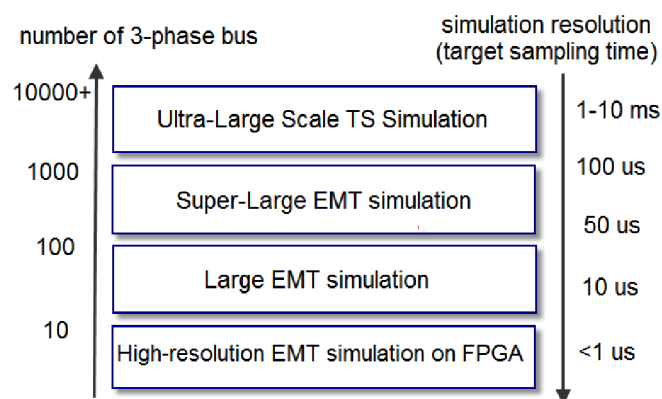 number of 3-phase bus
simulation resolution
(target sampling time)
10000+
Ultra-Large Scale TS Simulation
1-10 ms
1000
100 us
Super-Large EMT simulation
50 us
100
Large EMT simulation
10 us
10
High-resolution EMT simulation on FPGA
<1 us